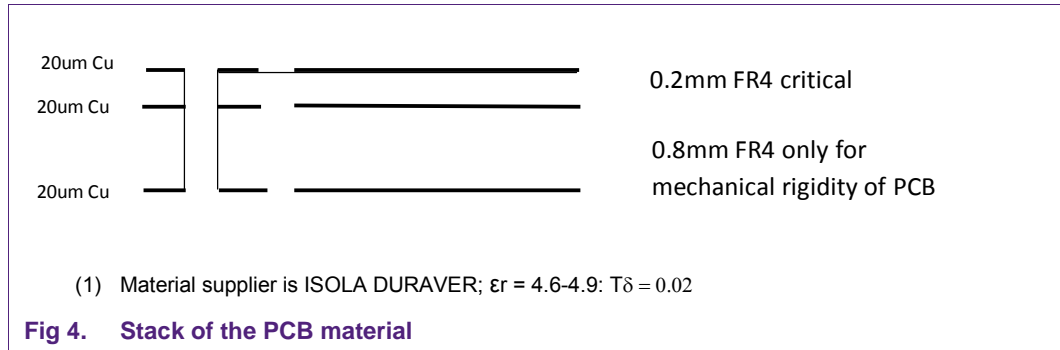 20um Cu
0.2mm FR4 critical
20um Cu
0.8mm FR4 only for
mechanical rigidity of PCB
20um Cu
(1) Material supplier is ISOLA DURAVER; εr = 4.6-4.9: Tδ = 0.02
Fig 4. Stack of the PCB material